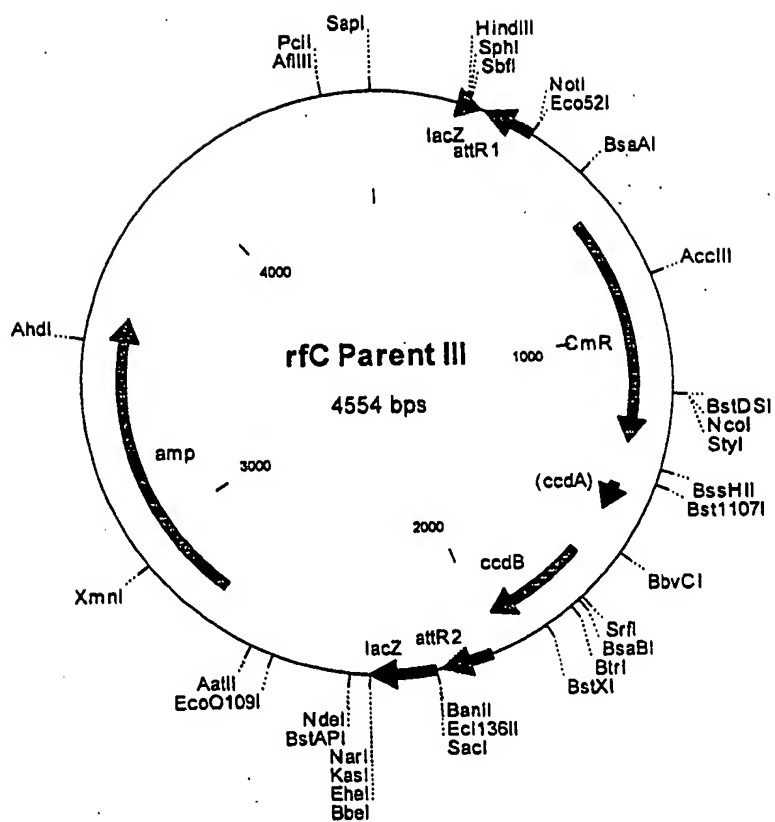 SapI
PciI
AflIII
HindIII
SphI
SbfI
NotI
Eco52I
BsaAI
lacZ
attR1
AccIII
4000
AhdI
rfC Parent III
4554 bps
1000
CmR
BstDSI
NcoI
StyI
amp
3000
(ccdA)
BssHII
Bst1107I
2000
ccdB
BbvCI
XmnI
SrfI
BsaBI
BtrI
BstXI
lacZ
attR2
AatII
EcoO109I
NdeI
BstAPI
NarI
KasI
EheI
BbeI
BanII
Ecl136II
SacI